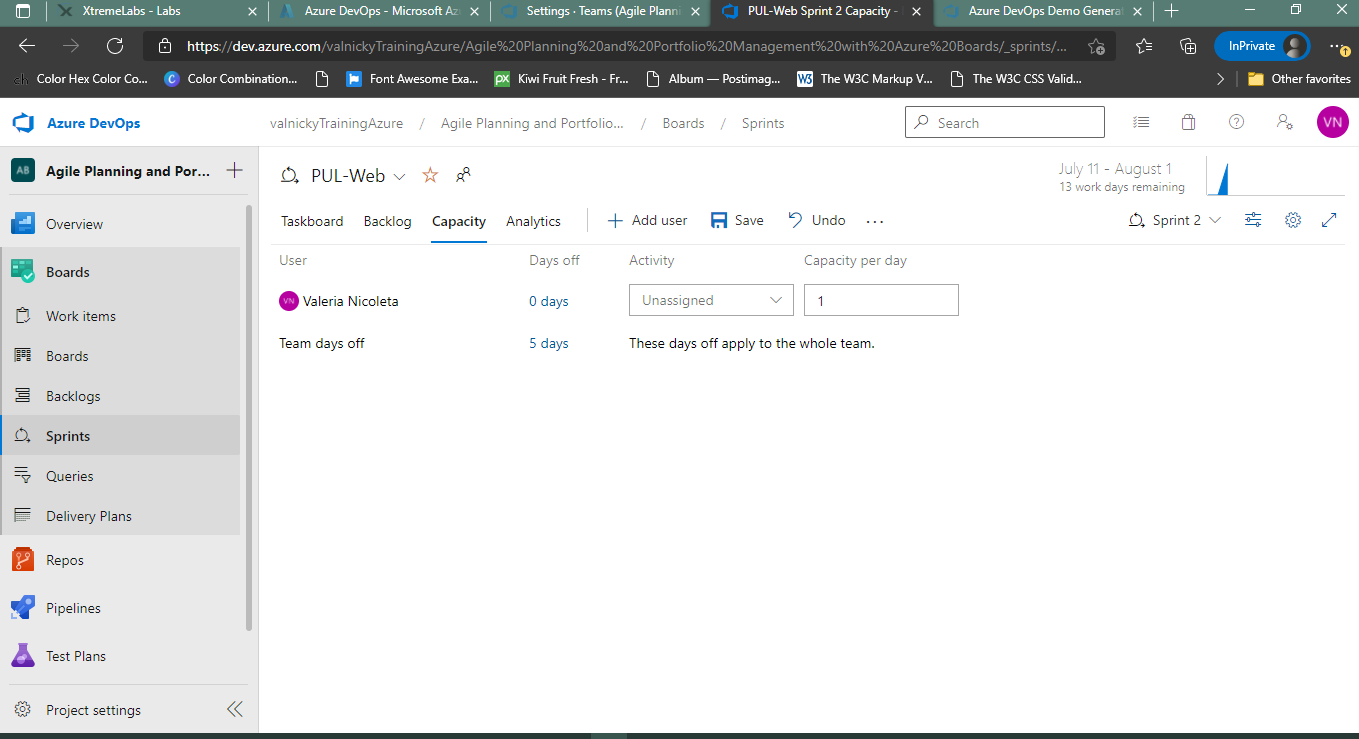 XtremeLabs - Labs
Azure DevOps - Microsoft Az
Settings · Teams (Agile Planni
PUL-Web Sprint 2 Capacity -
Azure DevOps Demo Genera
https://dev.azure.com/valnickyTrainingAzure/Agile%20Planning%20and%20Portfolio%20Management%20with%20Azure%20Boards/_sprints/...
InPrivate
ch Color Hex Color Co...
C Color Combination...
Font Awesome Exa...
px Kiwi Fruit Fresh - Fr...
Album — Postimag...
W3 The W3C Markup V...
The W3C CSS Valid...
Other favorites
Azure DevOps
valnickyTrainingAzure / Agile Planning and Portfolio... / Boards / Sprints
Search
VN
AB Agile Planning and Por...
Overview
Boards
Work items
Boards
Backlogs
Sprints
Queries
Delivery Plans
Repos
Pipelines
Test Plans
Project settings
PUL-Web
July 11 - August 1
13 work days remaining
Taskboard Backlog Capacity Analytics
Add user Save Undo ...
Sprint 2
User Days off Activity Capacity per day
VN Valeria Nicoleta 0 days Unassigned 1
Team days off 5 days These days off apply to the whole team.